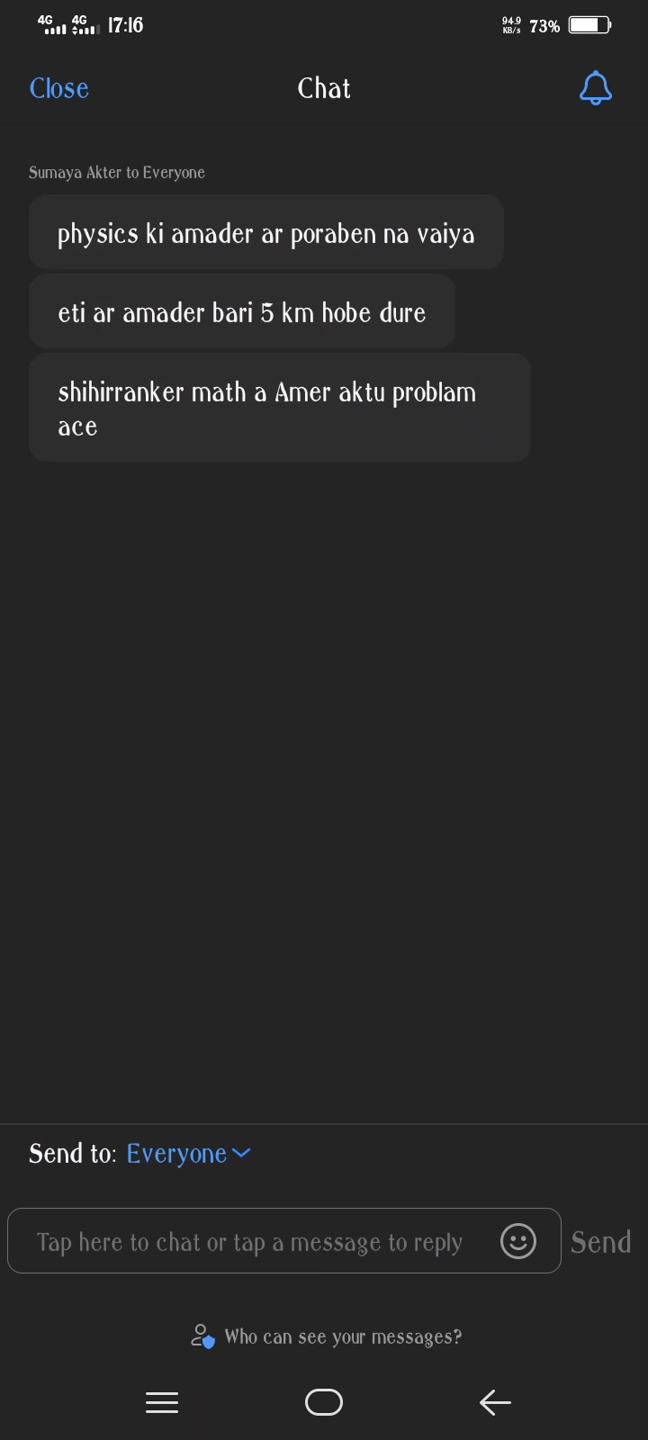 4G 4G 17:16 94.9 KB/s 73%
Close Chat
Sumaya Akter to Everyone
physics ki amader ar poraben na vaiya
eti ar amader bari 5 km hobe dure
shihirranker math a Amer aktu problam
ace
Send to: Everyone
Tap here to chat or tap a message to reply Send
Who can see your messages?